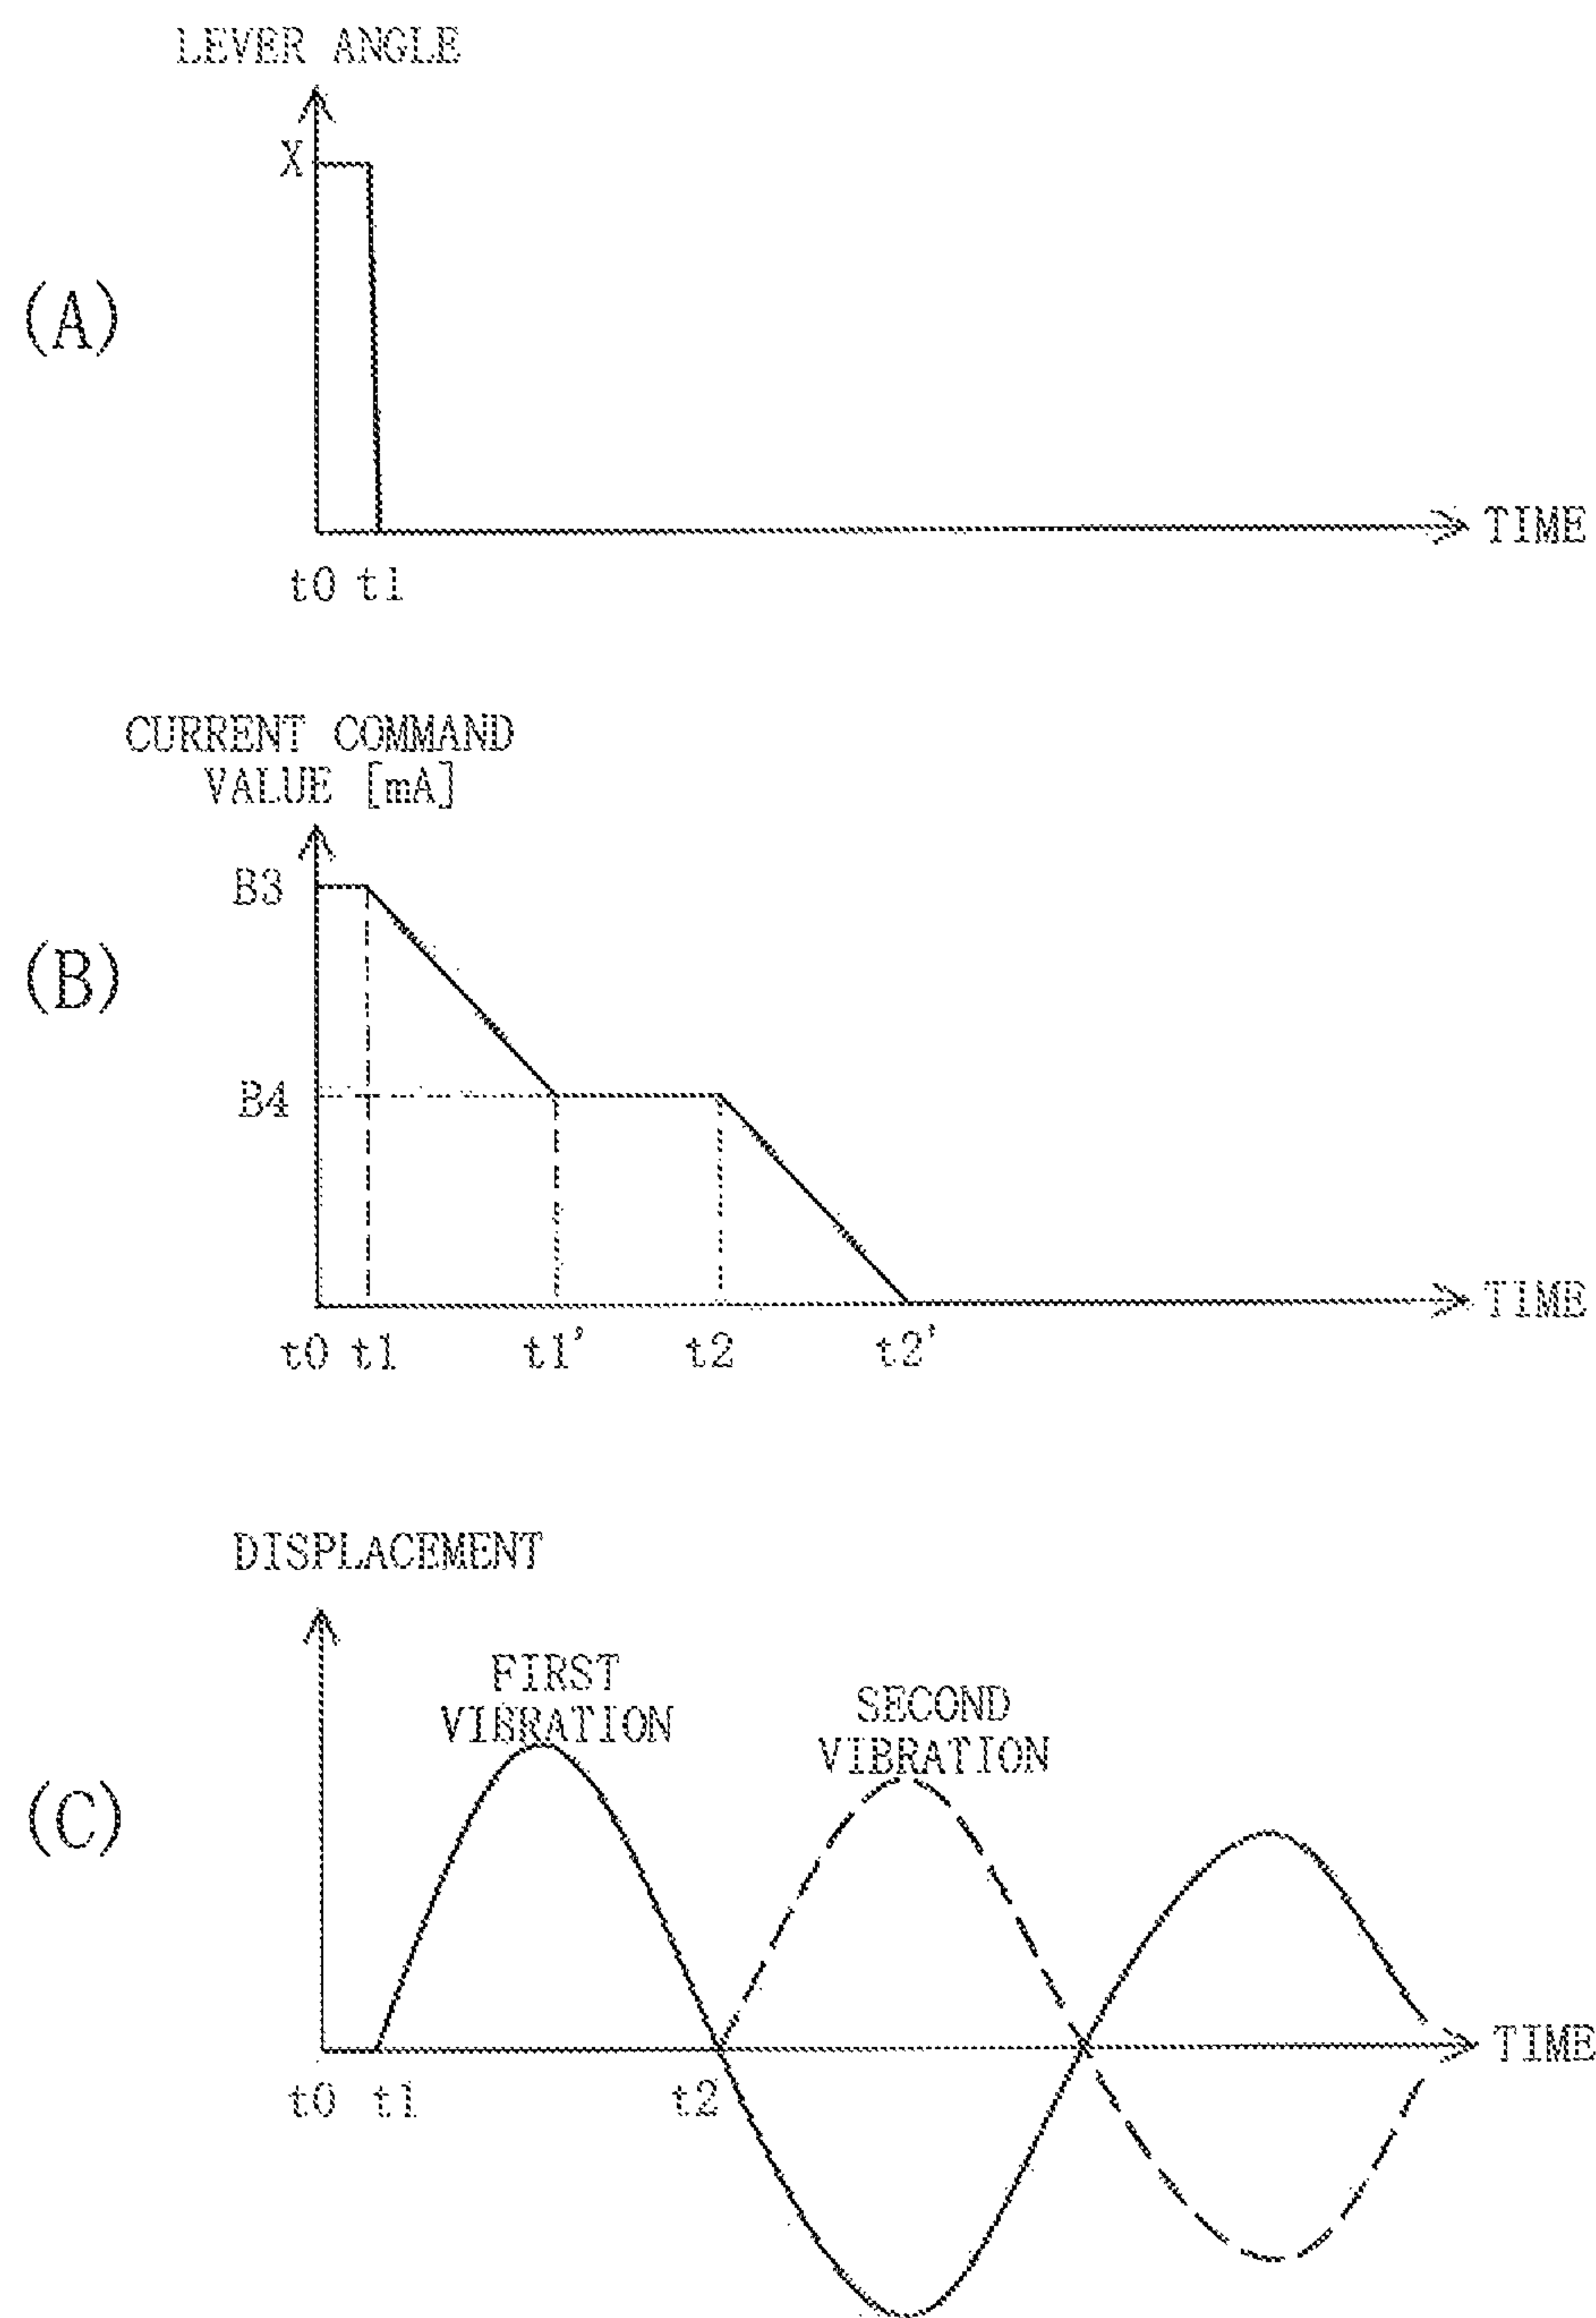 LEVER ANGLE
X
(A)
TIME
t0 t1
CURRENT COMMAND
VALUE [mA]
B3
(B)
B4
TIME
t0 t1 t1' t2 t2'
DISPLACEMENT
FIRST
VIBRATION
SECOND
VIBRATION
(C)
TIME
t0 t1 t2